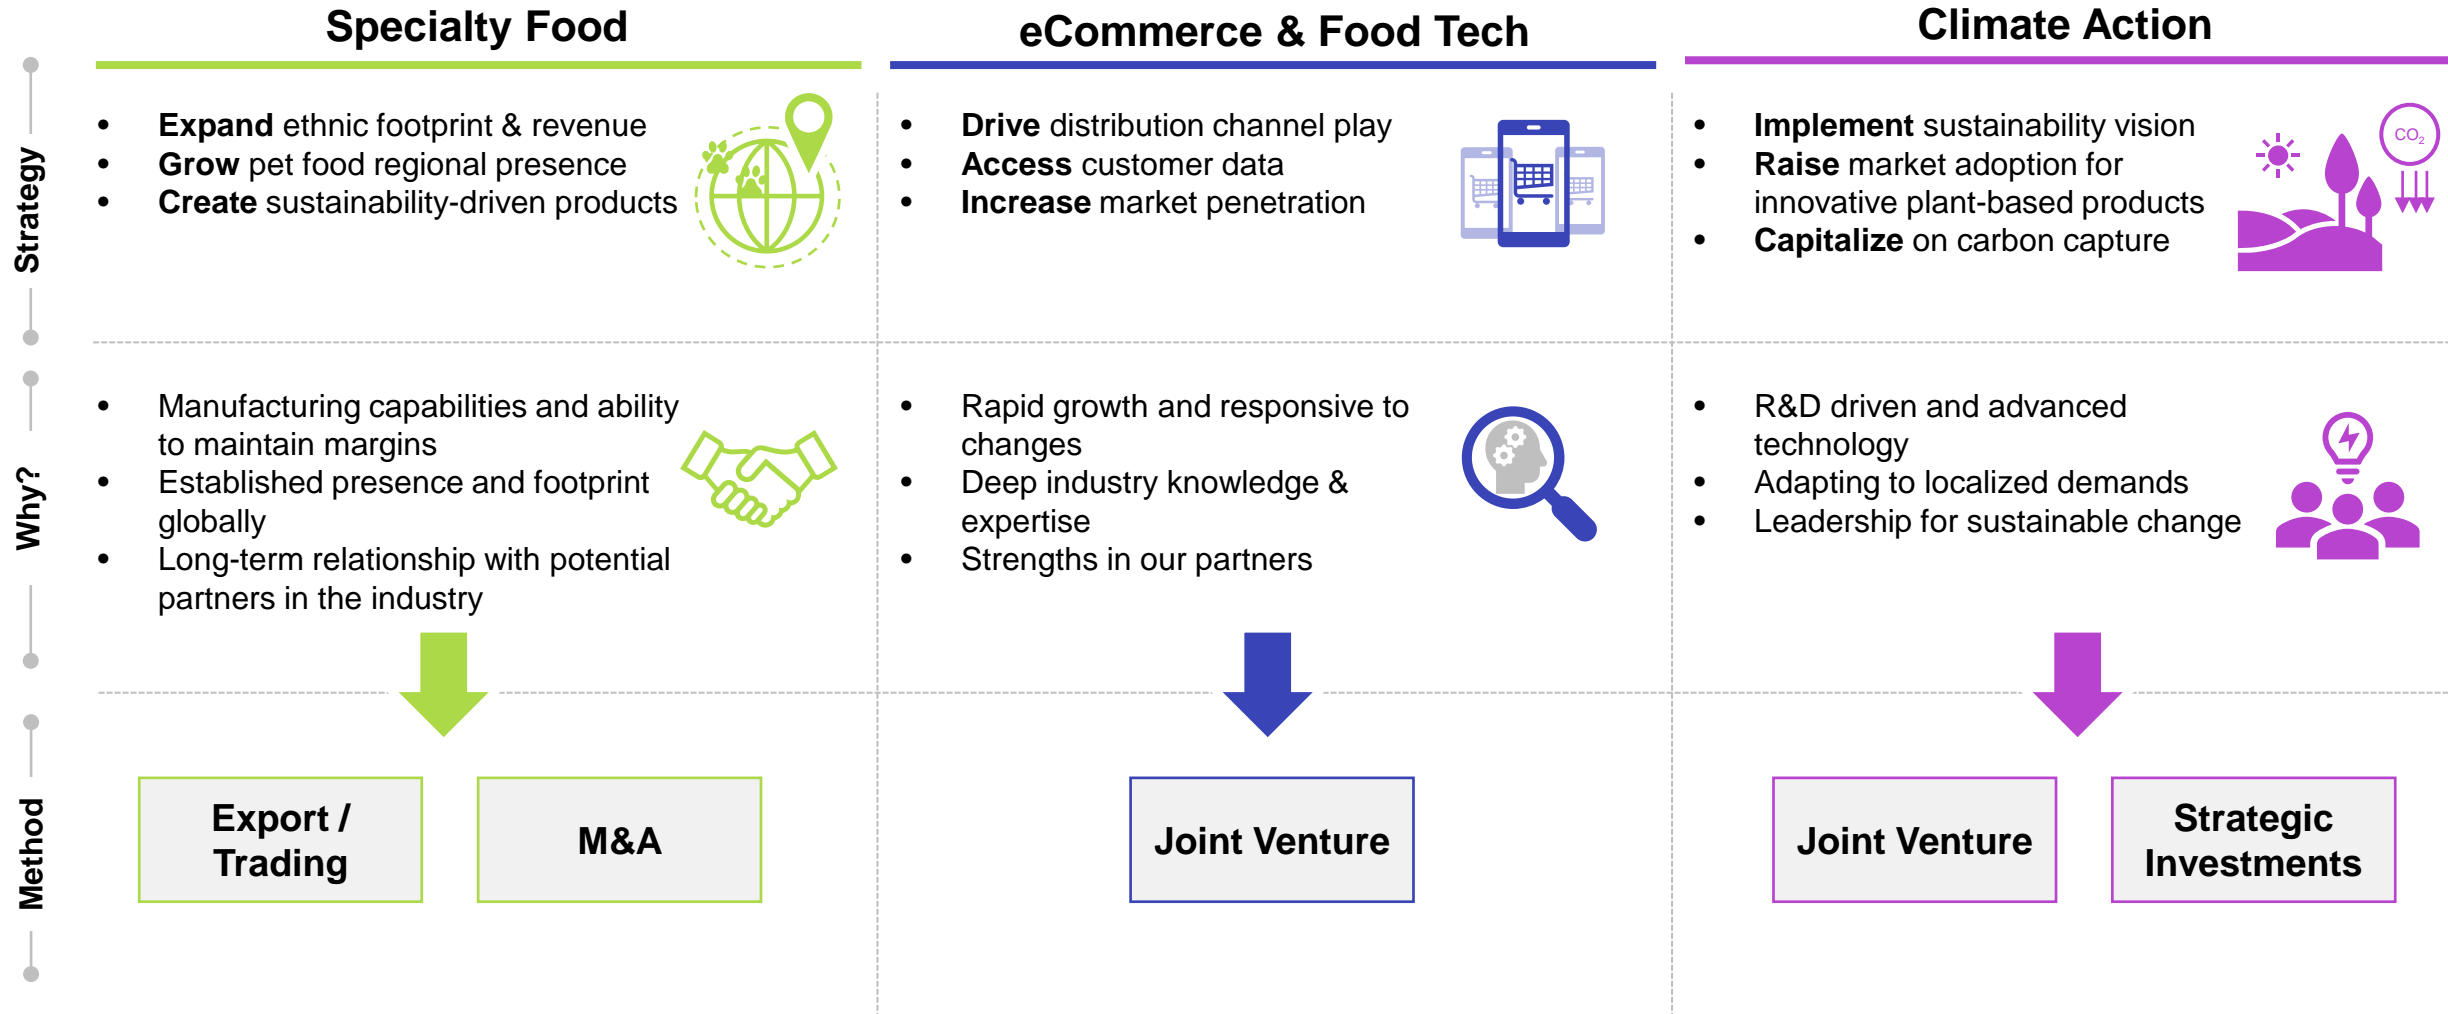 Specialty Food
eCommerce & Food Tech
Climate Action
Strategy
• Expand ethnic footprint & revenue
• Grow pet food regional presence
• Create sustainability-driven products
• Drive distribution channel play
• Access customer data
• Increase market penetration
• Implement sustainability vision
• Raise market adoption for
innovative plant-based products
• Capitalize on carbon capture
CO2
Why?
• Manufacturing capabilities and ability
to maintain margins
• Established presence and footprint
globally
• Long-term relationship with potential
partners in the industry
• Rapid growth and responsive to
changes
• Deep industry knowledge &
expertise
• Strengths in our partners
• R&D driven and advanced
technology
• Adapting to localized demands
• Leadership for sustainable change
Method
Export /
Trading
M&A
Joint Venture
Joint Venture
Strategic
Investments